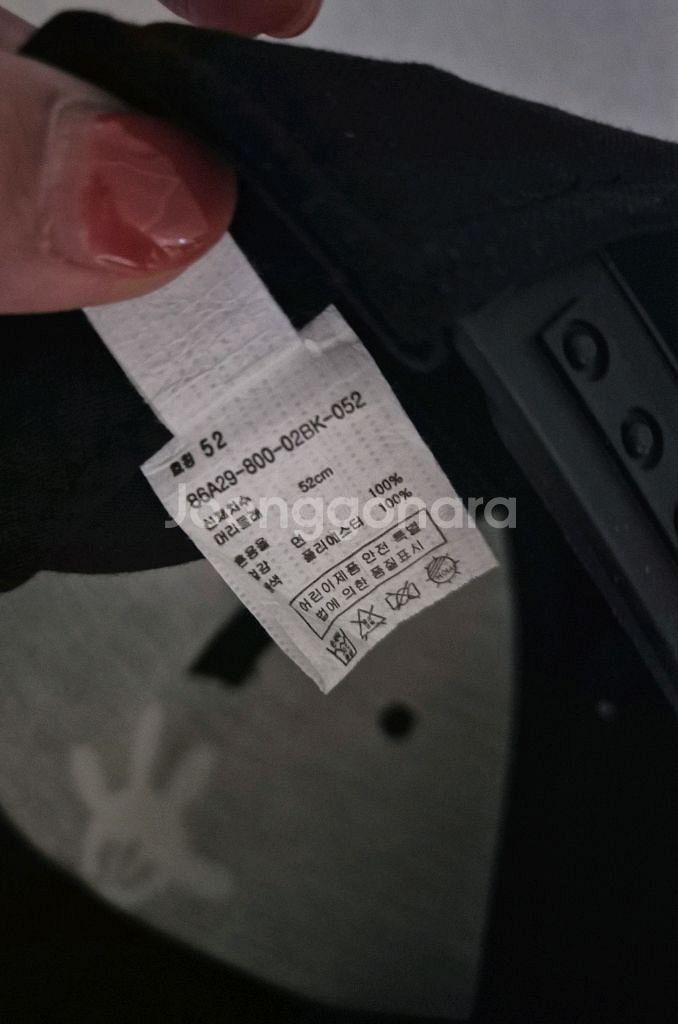 호칭 52
86A29-800-02BK-052
신체치수
머리둘레 52cm
혼용율
겉감 면 100%
폴리에스터 100%
어린이제품 안전 특별
법에 의한 품질표시
Joonggonara